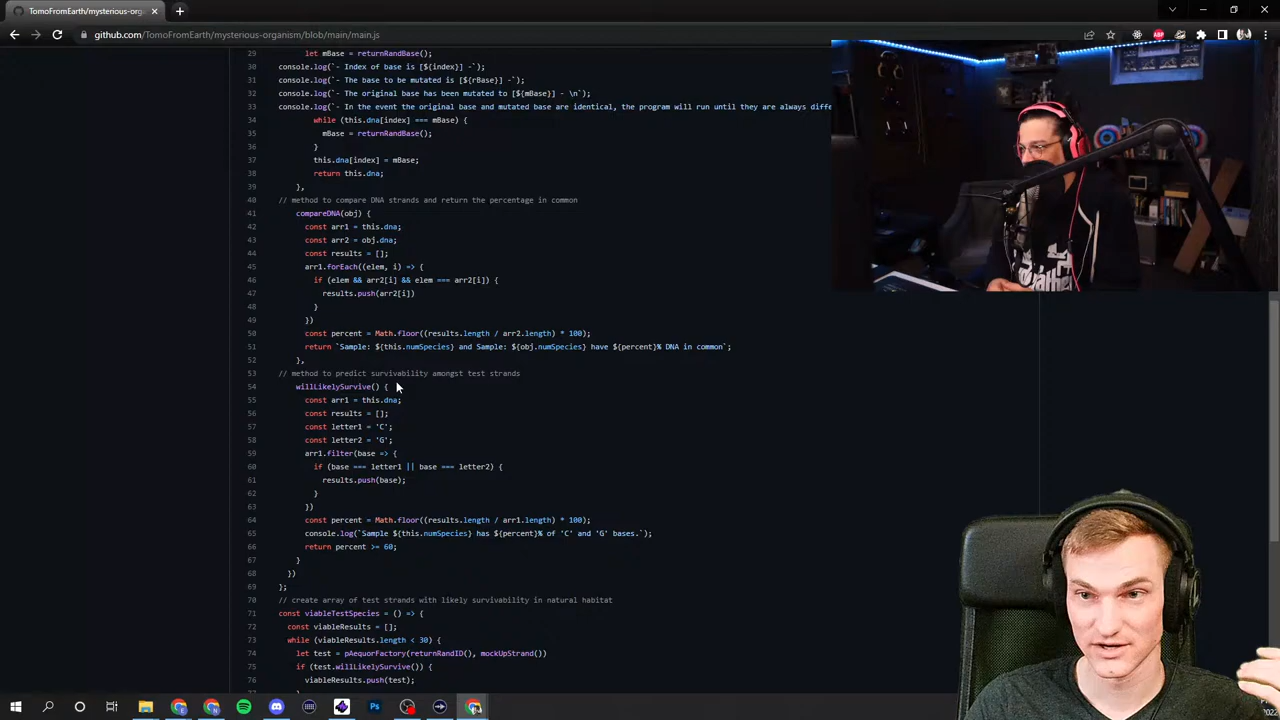 TomoFromEarth/mysterious-organism
github.com/TomoFromEarth/mysterious-organism/blob/main/main.js
29 let mBase = returnRandBase();
30 console.log(`- Index of base is [${index}] -`);
31 console.log(`- The base to be mutated is [${rBase}] -`);
32 console.log(`- The original base has been mutated to [${mBase}] - \n`);
33 console.log(`- In the event the original base and mutated base are identical, the program will run until they are always diffe
34 while (this.dna[index] === mBase) {
35 mBase = returnRandBase();
36 }
37 this.dna[index] = mBase;
38 return this.dna;
39 },
40 // method to compare DNA strands and return the percentage in common
41 compareDNA(obj) {
42 const arr1 = this.dna;
43 const arr2 = obj.dna;
44 const results = [];
45 arr1.forEach((elem, i) => {
46 if (elem && arr2[i] && elem === arr2[i]) {
47 results.push(arr2[i])
48 }
49 })
50 const percent = Math.floor((results.length / arr2.length) * 100);
51 return `Sample: ${this.numSpecies} and Sample: ${obj.numSpecies} have ${percent}% DNA in common`;
52 },
53 // method to predict survivability amongst test strands
54 willLikelySurvive() {
55 const arr1 = this.dna;
56 const results = [];
57 const letter1 = 'C';
58 const letter2 = 'G';
59 arr1.filter(base => {
60 if (base === letter1 || base === letter2) {
61 results.push(base);
62 }
63 })
64 const percent = Math.floor((results.length / arr1.length) * 100);
65 console.log(`Sample ${this.numSpecies} has ${percent}% of 'C' and 'G' bases.`);
66 return percent >= 60;
67 }
68 })
69 };
70 // create array of test strands with likely survivability in natural habitat
71 const viableTestSpecies = () => {
72 const viableResults = [];
73 while (viableResults.length < 30) {
74 let test = pAequorFactory(returnRandID(), mockUpStrand())
75 if (test.willLikelySurvive()) {
76 viableResults.push(test);